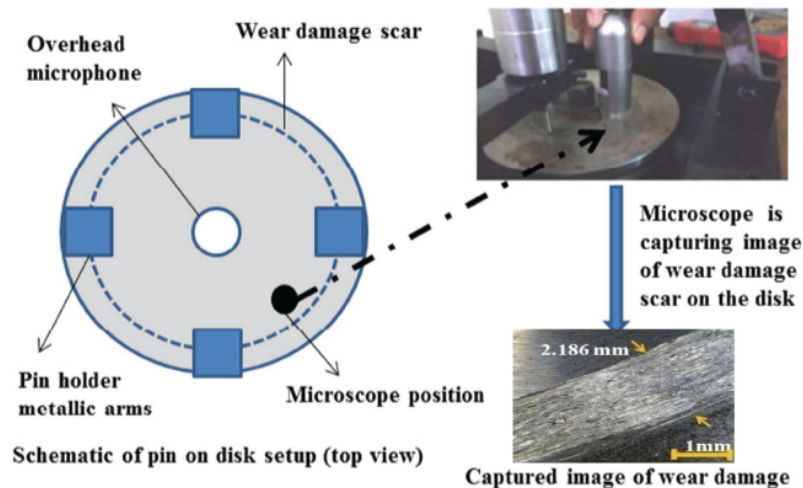 Overhead
microphone
Wear damage scar
Pin holder
metallic arms
Microscope position
Schematic of pin on disk setup (top view)
Microscope is
capturing image
of wear damage
scar on the disk
2.186 mm
1mm
Captured image of wear damage